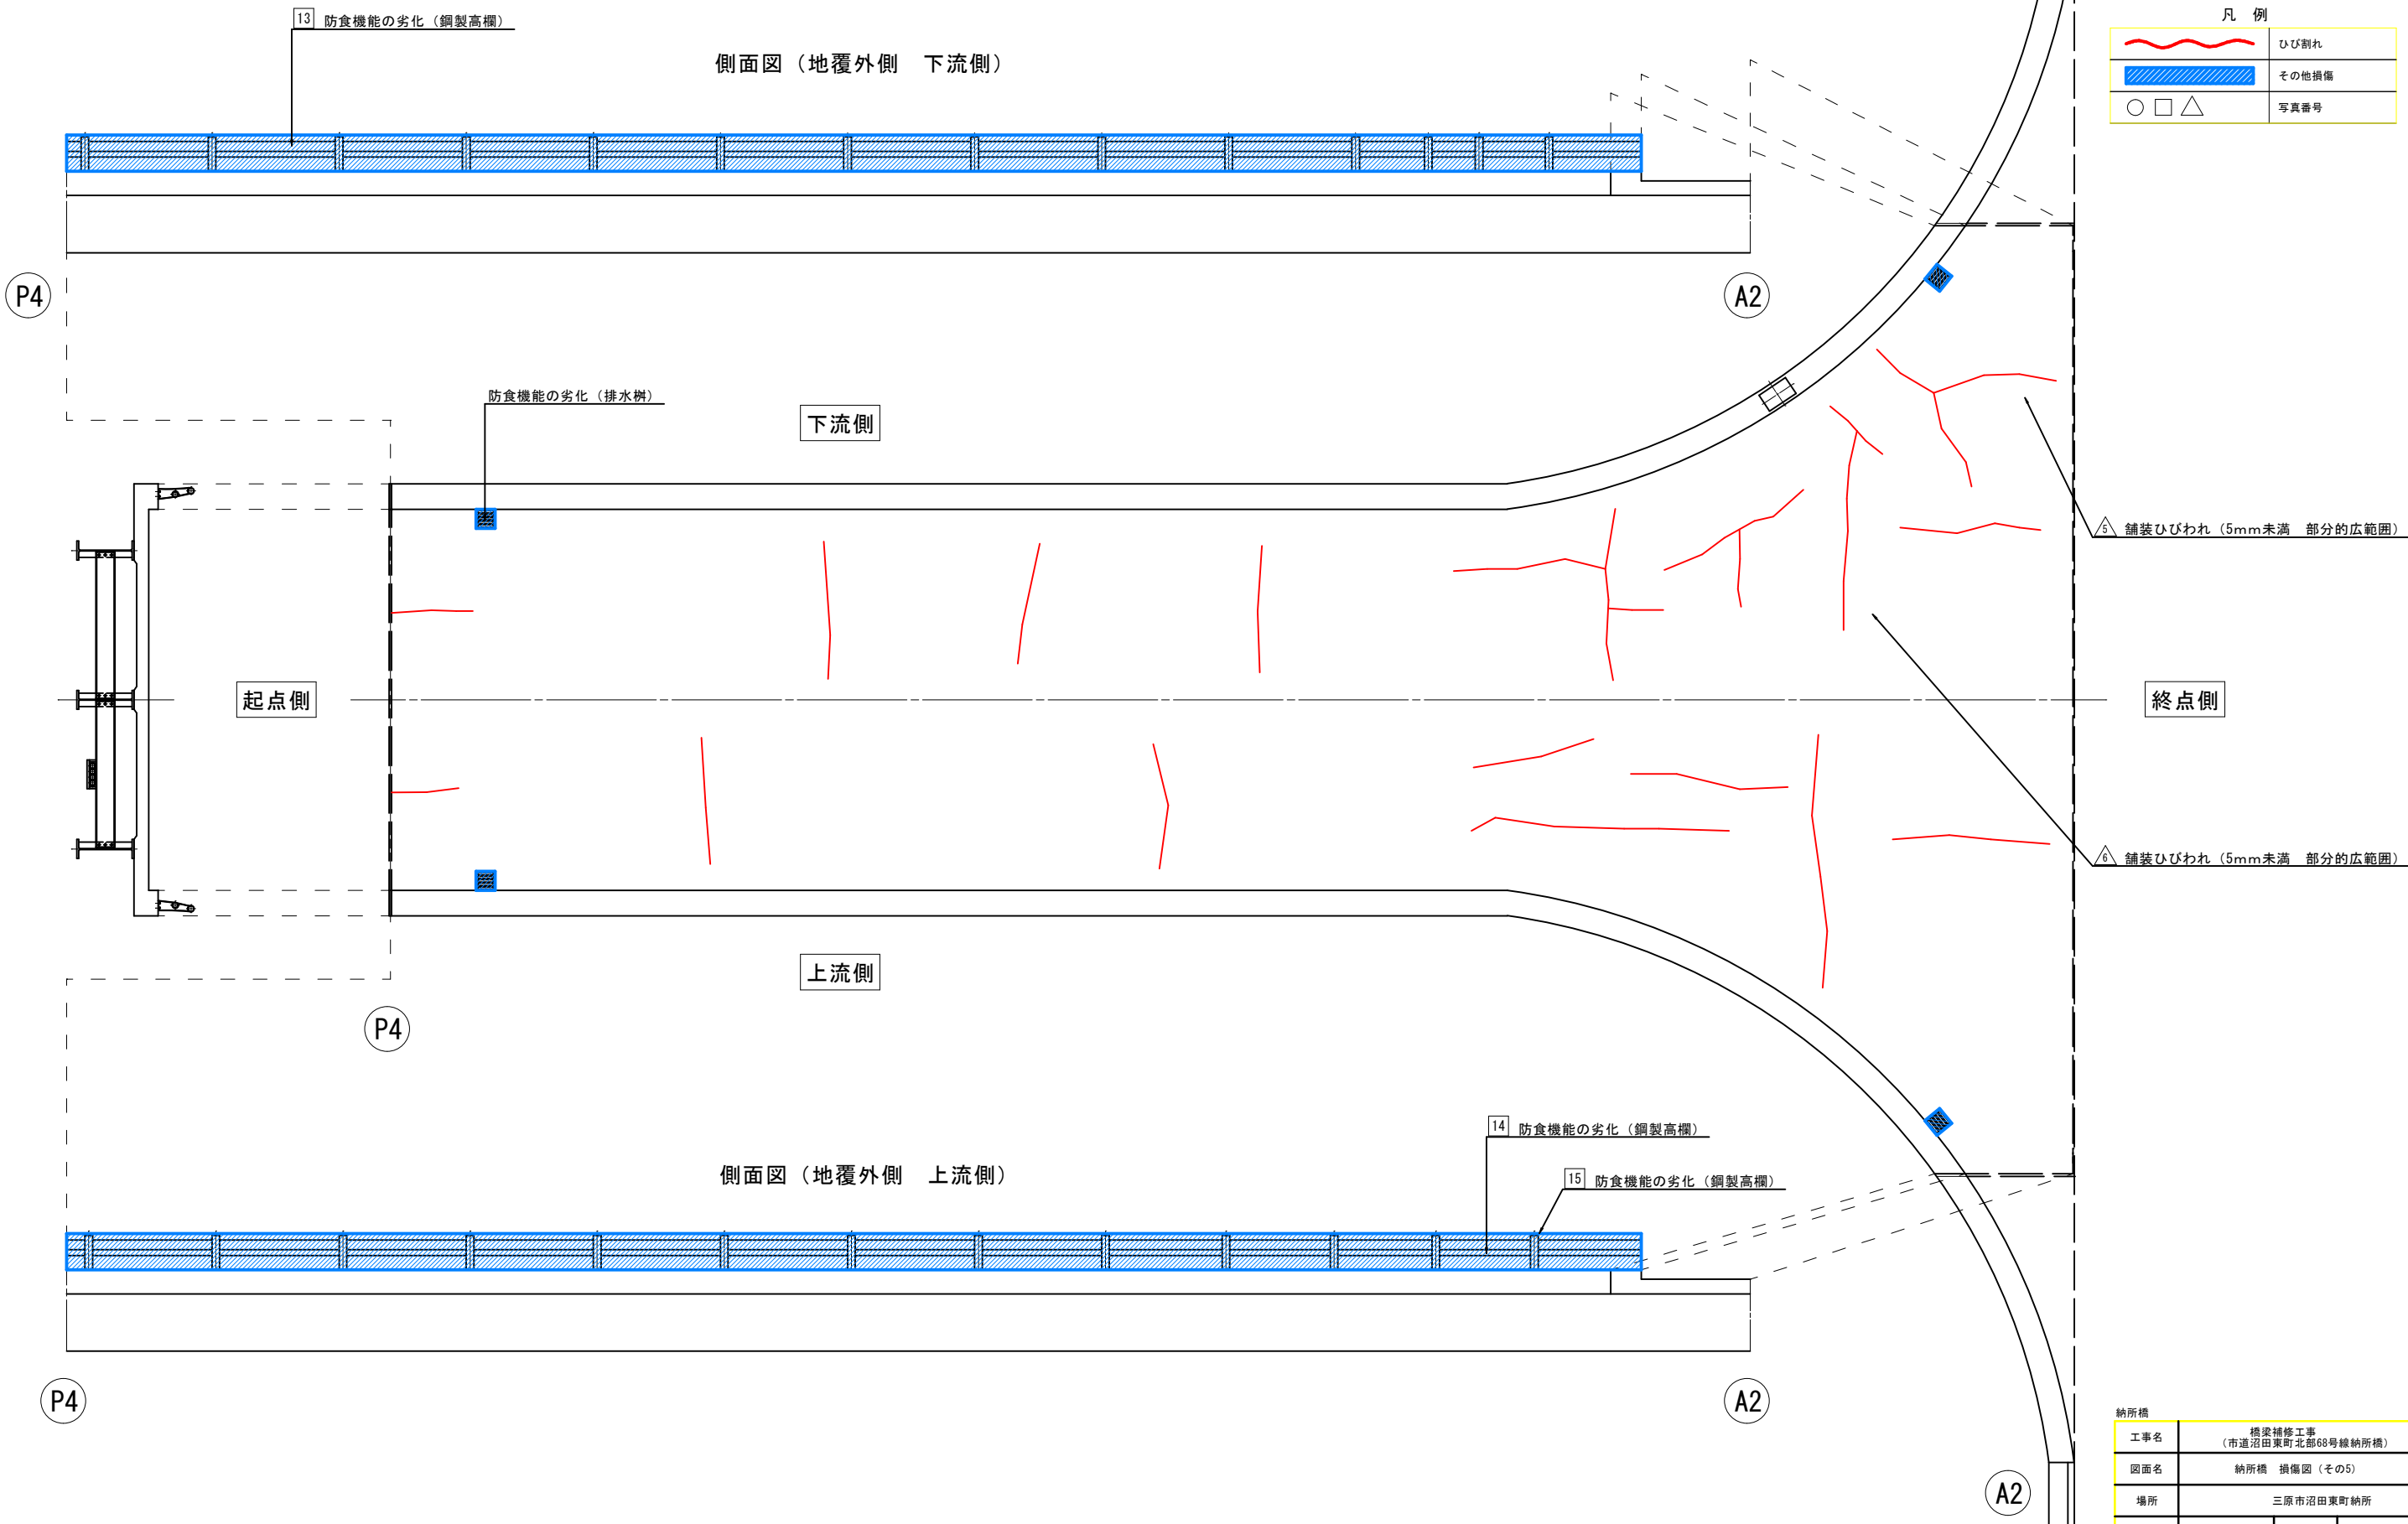 13 防食機能の劣化（鋼製高欄）
側面図（地覆外側　下流側）
凡　例
ひび割れ
その他損傷
写真番号
P4
A2
防食機能の劣化（排水桝）
下流側
5 舗装ひびわれ（5mm未満　部分的広範囲）
起点側
終点側
6 舗装ひびわれ（5mm未満　部分的広範囲）
上流側
P4
14 防食機能の劣化（鋼製高欄）
側面図（地覆外側　上流側）
15 防食機能の劣化（鋼製高欄）
P4
A2
A2
納所橋
工事名
橋梁補修工事
（市道沼田東町北部68号線納所橋）
図面名
納所橋　損傷図（その5）
場所
三原市沼田東町納所